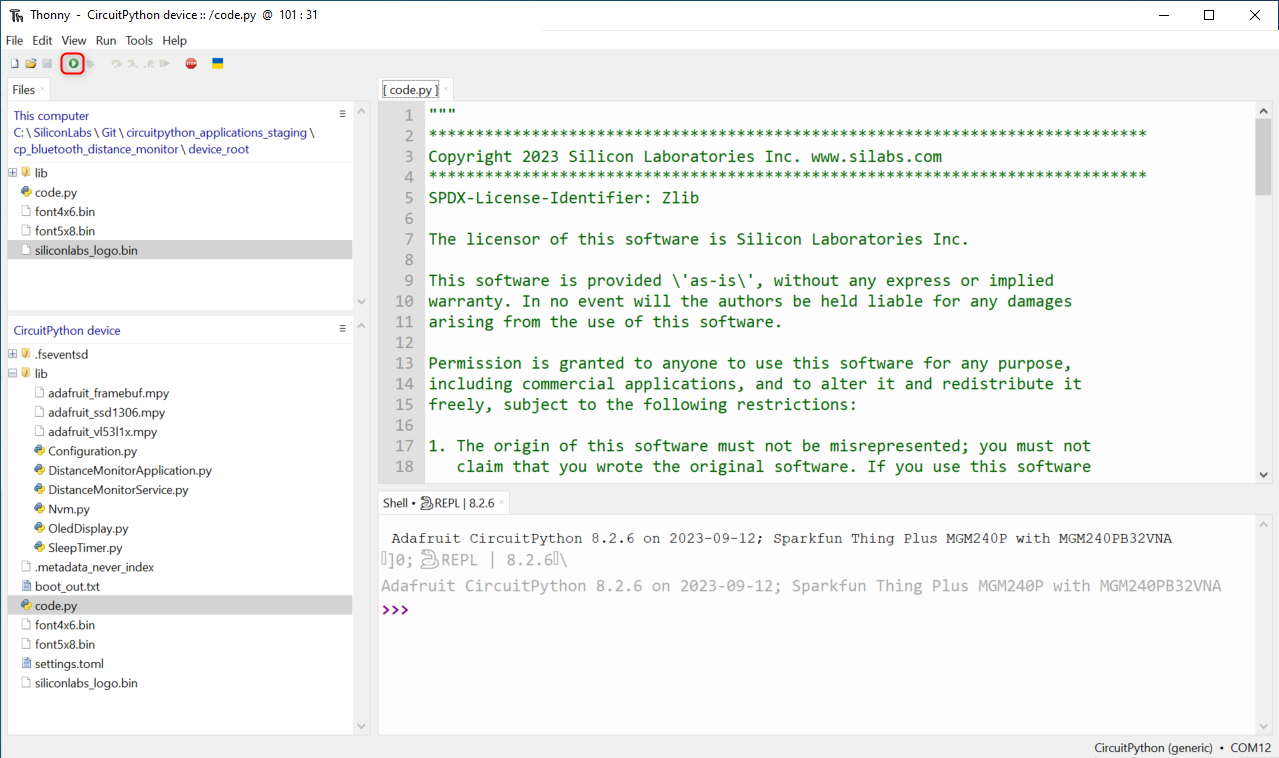 Thonny - CircuitPython device :: /code.py @ 101 : 31
File Edit View Run Tools Help
Files
This computer
C: \ SiliconLabs \ Git \ circuitpython_applications_staging \
cp_bluetooth_distance_monitor \ device_root
lib
code.py
font4x6.bin
font5x8.bin
siliconlabs_logo.bin
CircuitPython device
.fseventsd
lib
adafruit_framebuf.mpy
adafruit_ssd1306.mpy
adafruit_vl53l1x.mpy
Configuration.py
DistanceMonitorApplication.py
DistanceMonitorService.py
Nvm.py
OledDisplay.py
SleepTimer.py
.metadata_never_index
boot_out.txt
code.py
font4x6.bin
font5x8.bin
settings.toml
siliconlabs_logo.bin
[ code.py ]
1 """
2 *****************************************************************************
3 Copyright 2023 Silicon Laboratories Inc. www.silabs.com
4 *****************************************************************************
5 SPDX-License-Identifier: Zlib
6
7 The licensor of this software is Silicon Laboratories Inc.
8
9 This software is provided \'as-is\', without any express or implied
10 warranty. In no event will the authors be held liable for any damages
11 arising from the use of this software.
12
13 Permission is granted to anyone to use this software for any purpose,
14 including commercial applications, and to alter it and redistribute it
15 freely, subject to the following restrictions:
16
17 1. The origin of this software must not be misrepresented; you must not
18 claim that you wrote the original software. If you use this software
Shell • REPL | 8.2.6
Adafruit CircuitPython 8.2.6 on 2023-09-12; Sparkfun Thing Plus MGM240P with MGM240PB32VNA
]0; REPL | 8.2.6 \
Adafruit CircuitPython 8.2.6 on 2023-09-12; Sparkfun Thing Plus MGM240P with MGM240PB32VNA
>>>
CircuitPython (generic) • COM12